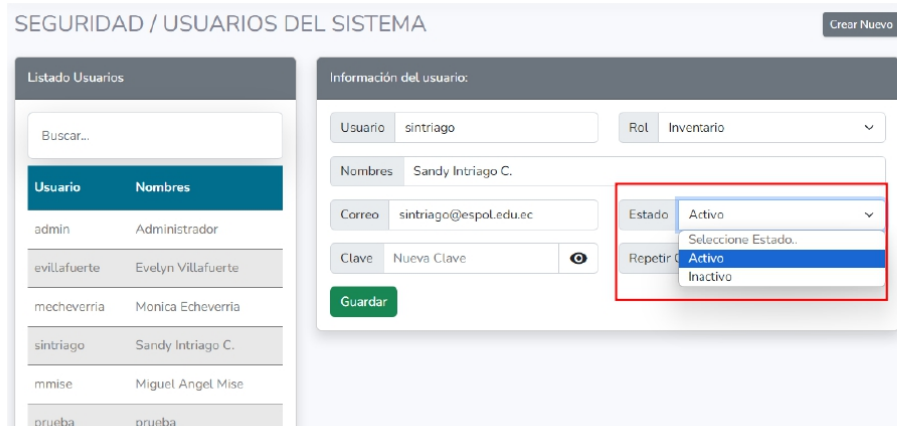 SEGURIDAD / USUARIOS DEL SISTEMA
Crear Nuevo
Listado Usuarios
Buscar...
Usuario Nombres
admin Administrador
evillafuerte Evelyn Villafuerte
mecheverria Monica Echeverria
sintriago Sandy Intriago C.
mmise Miguel Angel Mise
prueba prueba
Información del usuario:
Usuario sintriago Rol Inventario
Nombres Sandy Intriago C.
Correo sintriago@espol.edu.ec Estado Activo
Seleccione Estado..
Activo
Inactivo
Clave Nueva Clave Repetir
Guardar